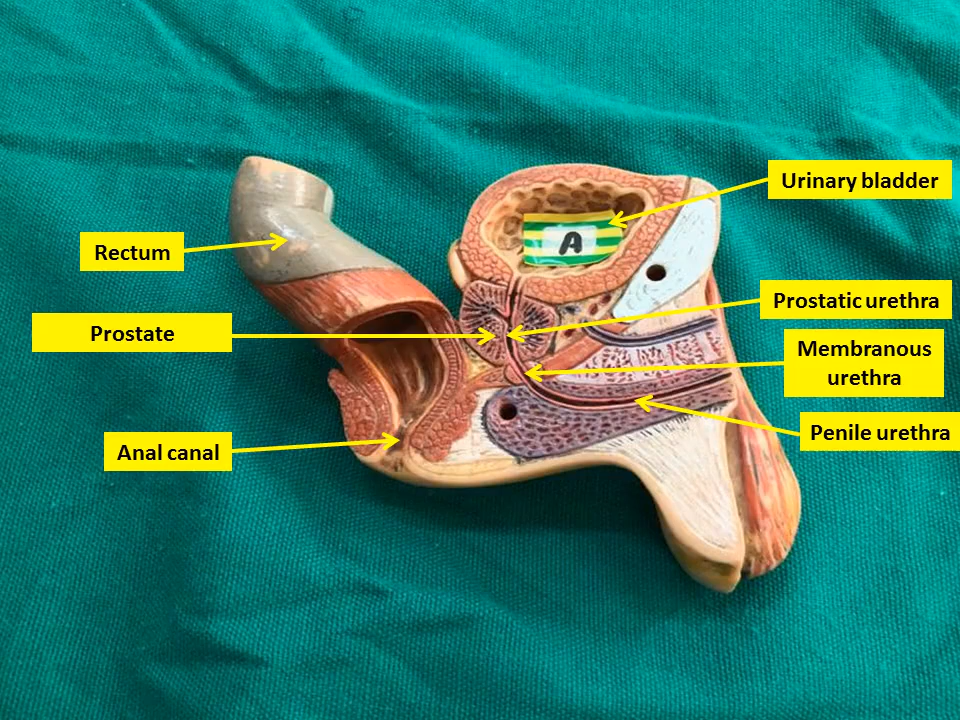 Urinary bladder
A
Rectum
Prostatic urethra
Prostate
Membranous
urethra
Penile urethra
Anal canal